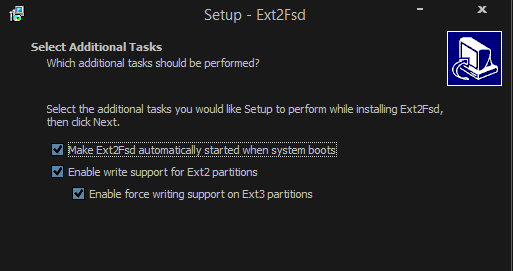 Setup - Ext2Fsd
Select Additional Tasks
Which additional tasks should be performed?
Select the additional tasks you would like Setup to perform while installing Ext2Fsd,
then click Next.
Make Ext2Fsd automatically started when system boots
Enable write support for Ext2 partitions
Enable force writing support on Ext3 partitions